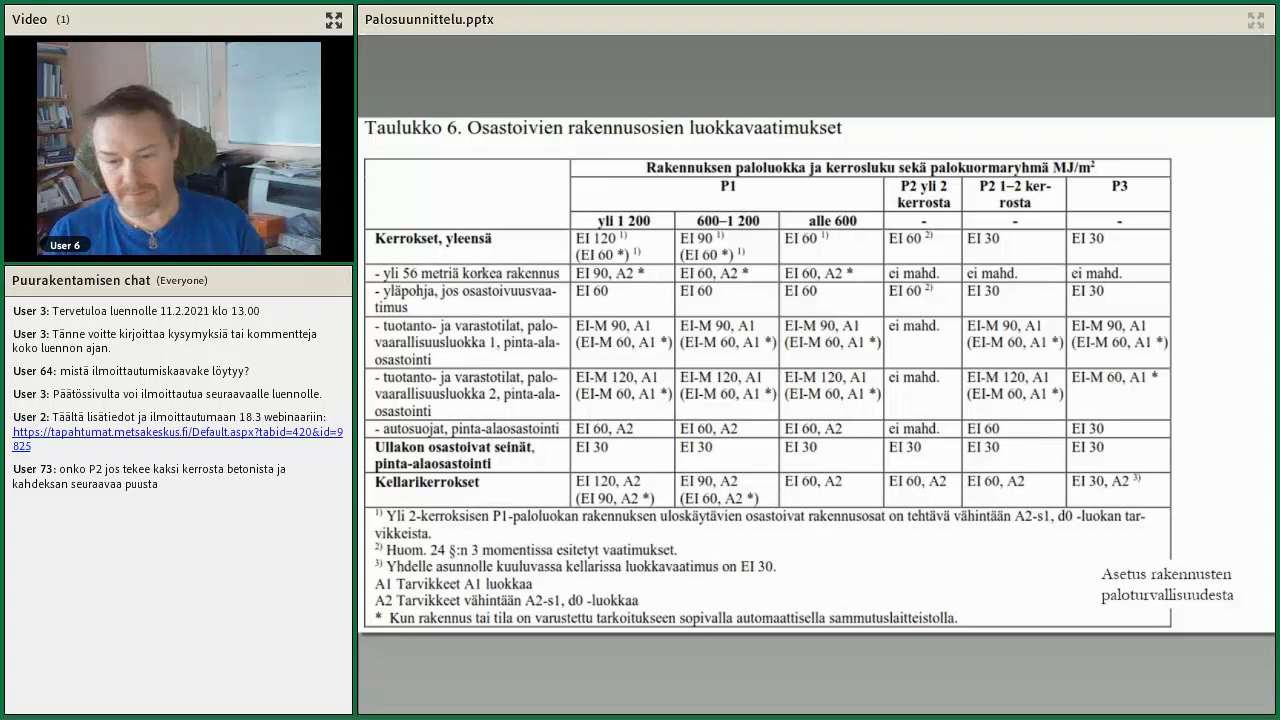 Video (1)
User 6
Puurakentamisen chat (Everyone)
User 3: Tervetuloa luennolle 11.2.2021 klo 13.00
User 3: Tänne voitte kirjoittaa kysymyksiä tai kommentteja
koko luennon ajan.
User 64: mistä ilmoittautumiskaavake löytyy?
User 3: Päätössivulta voi ilmoittautua seuraavaalle luennolle.
User 2: Täältä lisätiedot ja ilmoittautumaan 18.3 webinaariin:
https://tapahtumat.metsakeskus.fi/Default.aspx?tabid=420&id=9
825
User 73: onko P2 jos tekee kaksi kerrosta betonista ja
kahdeksan seuraavaa puusta
Palosuunnittelu.pptx
Taulukko 6. Osastoivien rakennusosien luokkavaatimukset
Rakennuksen paloluokka ja kerrosluku sekä palokuormaryhmä MJ/m²
P1 P2 yli 2 P2 1–2 ker- P3
kerrosta rosta
yli 1 200 600–1 200 alle 600 - - -
Kerrokset, yleensä EI 120 ¹⁾ EI 90 ¹⁾ EI 60 ¹⁾ EI 60 ²⁾ EI 30 EI 30
(EI 60 *) ¹⁾ (EI 60 *) ¹⁾
- yli 56 metriä korkea rakennus EI 90, A2 * EI 60, A2 * EI 60, A2 * ei mahd. ei mahd. ei mahd.
- yläpohja, jos osastoivuusvaa- EI 60 EI 60 EI 60 EI 60 ²⁾ EI 30 EI 30
timus
- tuotanto- ja varastotilat, palo- EI-M 90, A1 EI-M 90, A1 EI-M 90, A1 ei mahd. EI-M 90, A1 EI-M 90, A1
vaarallisuusluokka 1, pinta-ala- (EI-M 60, A1 *) (EI-M 60, A1 *) (EI-M 60, A1 *) (EI-M 60, A1 *) (EI-M 60, A1 *)
osastointi
- tuotanto- ja varastotilat, palo- EI-M 120, A1 EI-M 120, A1 EI-M 120, A1 ei mahd. EI-M 120, A1 EI-M 60, A1 *
vaarallisuusluokka 2, pinta-ala- (EI-M 60, A1 *) (EI-M 60, A1 *) (EI-M 60, A1 *) (EI-M 60, A1 *)
osastointi
- autosuojat, pinta-alaosastointi EI 60, A2 EI 60, A2 EI 60, A2 ei mahd. EI 60 EI 30
Ullakon osastoivat seinät, EI 30 EI 30 EI 30 EI 30 EI 30 EI 30
pinta-alaosastointi
Kellarikerrokset EI 120, A2 EI 90, A2 EI 60, A2 EI 60, A2 EI 60, A2 EI 30, A2 ³⁾
(EI 90, A2 *) (EI 60, A2 *)
¹⁾ Yli 2-kerroksisen P1-paloluokan rakennuksen uloskäytävien osastoivat rakennusosat on tehtävä vähintään A2-s1, d0 -luokan tar-
vikkeista.
²⁾ Huom. 24 §:n 3 momentissa esitetyt vaatimukset.
³⁾ Yhdelle asunnolle kuuluvassa kellarissa luokkavaatimus on EI 30.
A1 Tarvikkeet A1 luokkaa
A2 Tarvikkeet vähintään A2-s1, d0 -luokkaa
* Kun rakennus tai tila on varustettu tarkoitukseen sopivalla automaattisella sammutuslaitteistolla.
Asetus rakennusten
paloturvallisuudesta